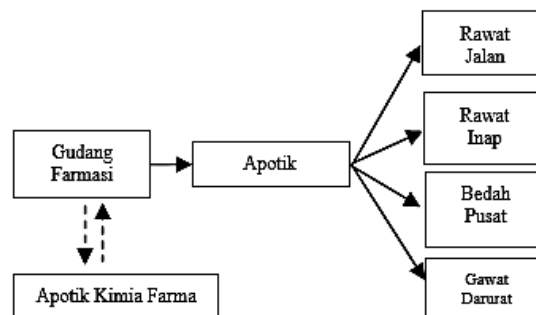 Rawat
Jalan
Rawat
Inap
Gudang
Farmasi
Apotik
Bedah
Pusat
Apotik Kimia Farma
Gawat
Darurat